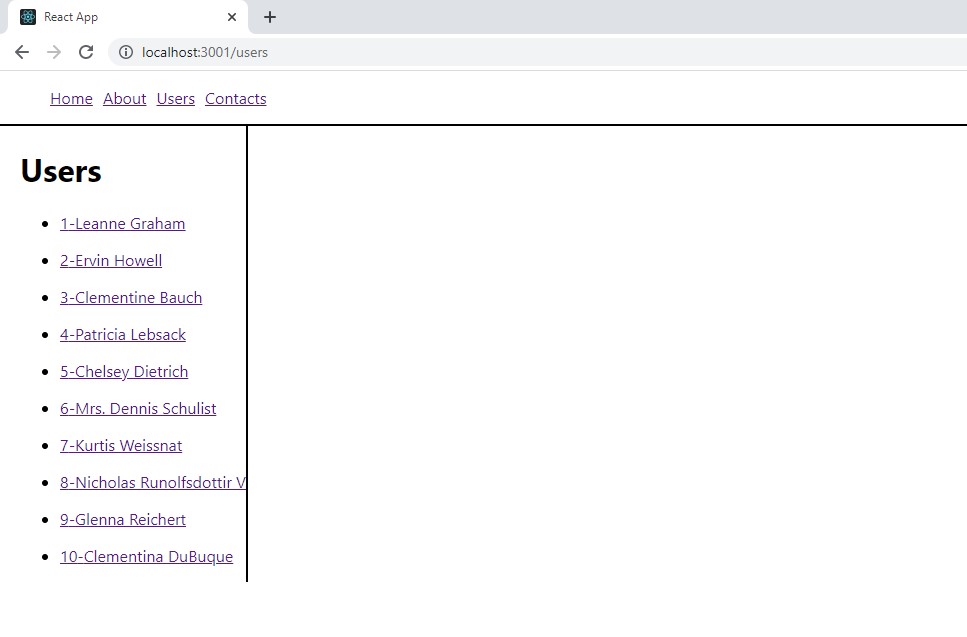 React App
localhost:3001/users
Home About Users Contacts
Users
1-Leanne Graham
2-Ervin Howell
3-Clementine Bauch
4-Patricia Lebsack
5-Chelsey Dietrich
6-Mrs. Dennis Schulist
7-Kurtis Weissnat
8-Nicholas Runolfsdottir V
9-Glenna Reichert
10-Clementina DuBuque